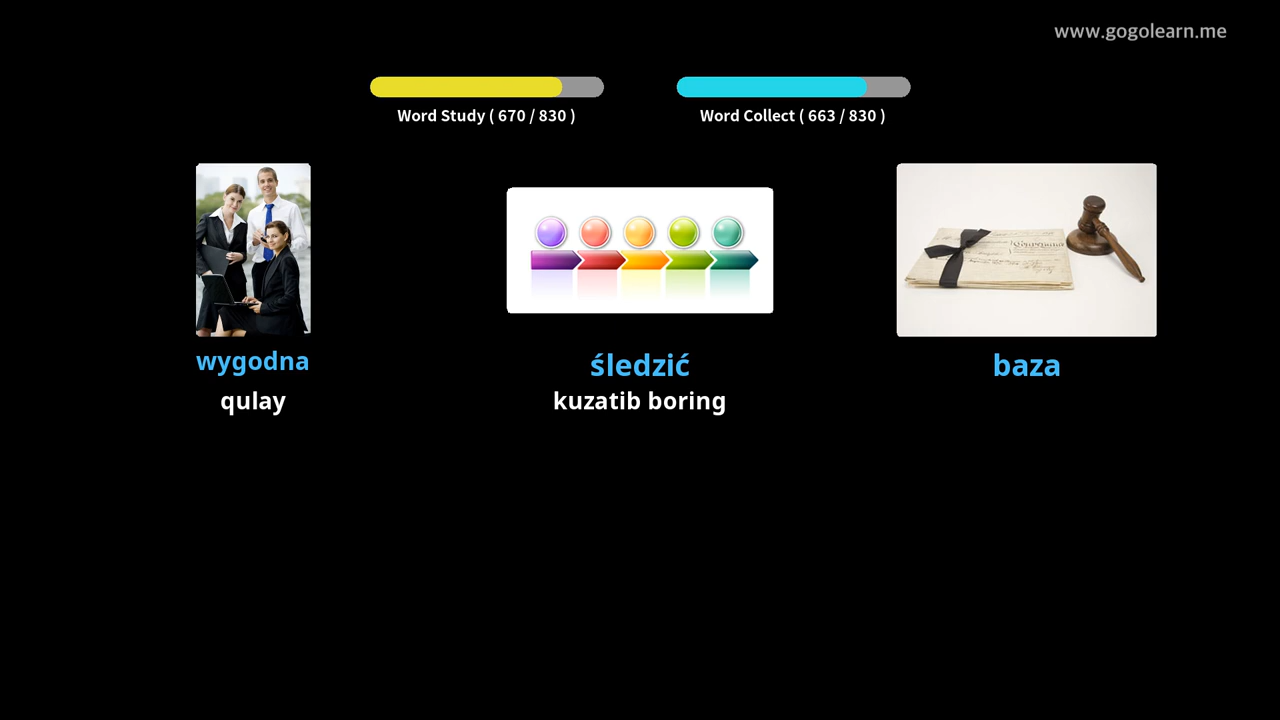 www.gogolearn.me
Word Study ( 670 / 830 )
Word Collect ( 663 / 830 )
wygodna
qulay
śledzić
kuzatib boring
baza